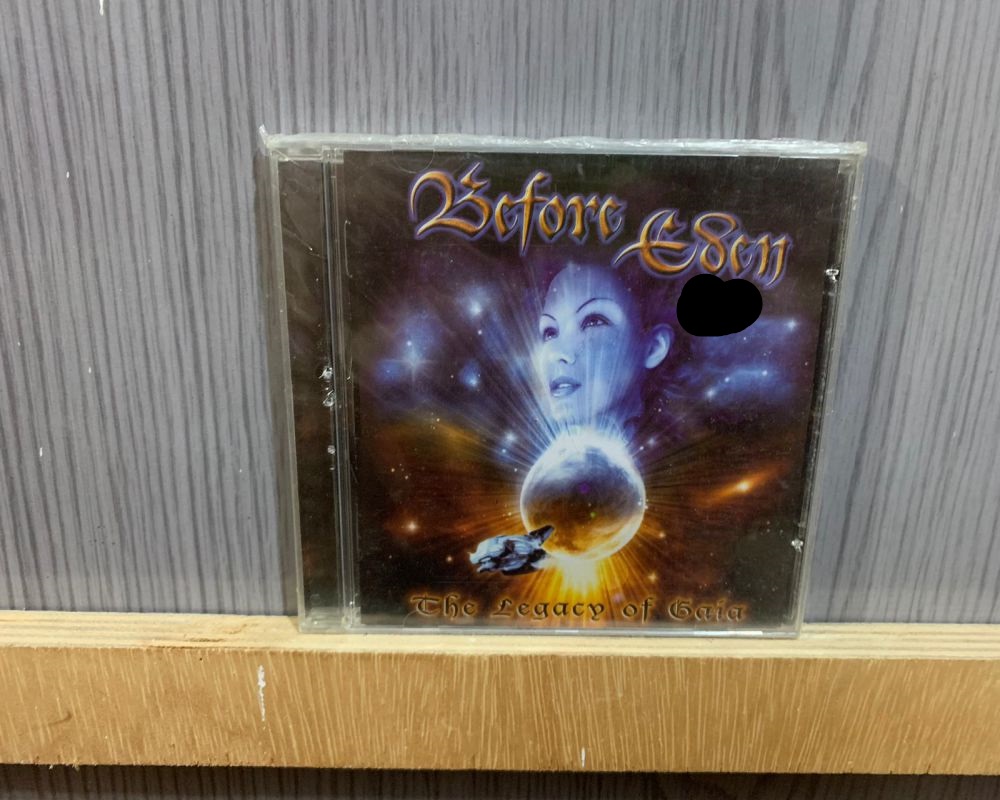 Before Eden
The Legacy of Gaia